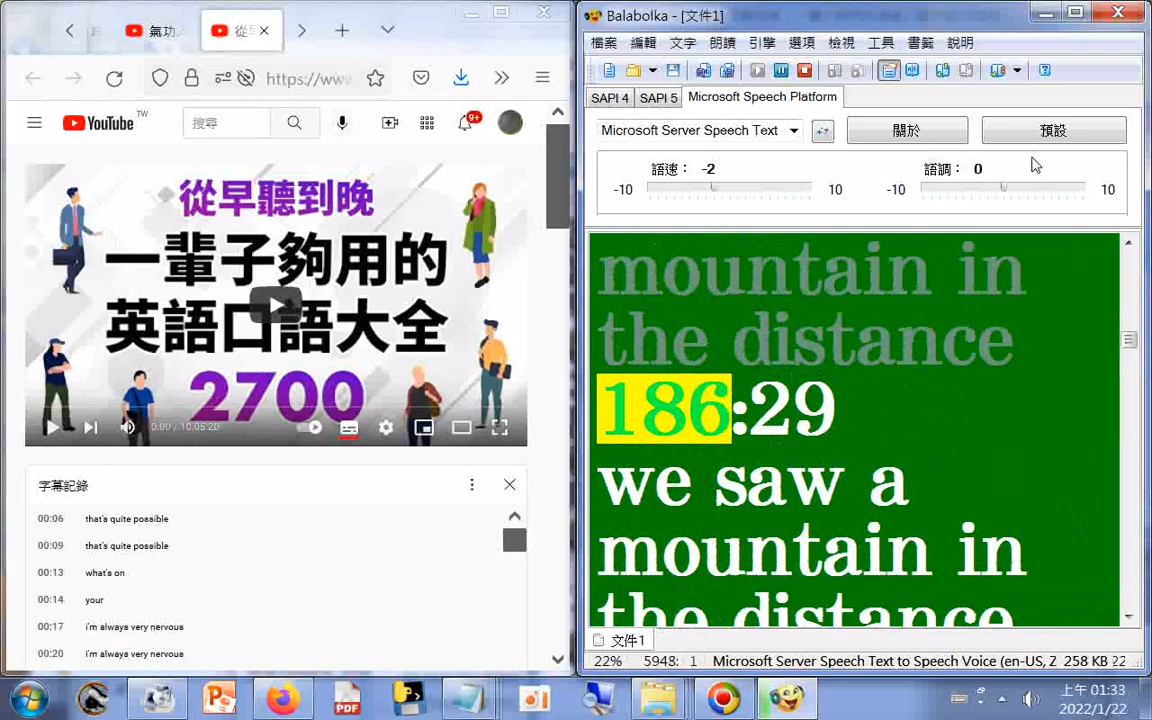 氣功
從
https://www
YouTube TW
搜尋
9+
從早聽到晚
一輩子夠用的
英語口語大全
2700
0:00 / 10:05:20
字幕記錄
00:06 that's quite possible
00:09 that's quite possible
00:13 what's on
00:14 your
00:17 i'm always very nervous
00:20 i'm always very nervous
Balabolka - [文件1]
檔案 編輯 文字 朗讀 引擎 選項 檢視 工具 書籤 說明
SAPI 4 SAPI 5 Microsoft Speech Platform
Microsoft Server Speech Text 關於 預設
語速： -2 語調： 0
-10 10 -10 10
mountain in
the distance
186:29
we saw a
mountain in
the distance
文件1
22% 5948: 1 Microsoft Server Speech Text to Speech Voice (en-US, Z 258 KB 22
PDF
上午 01:33
2022/1/22